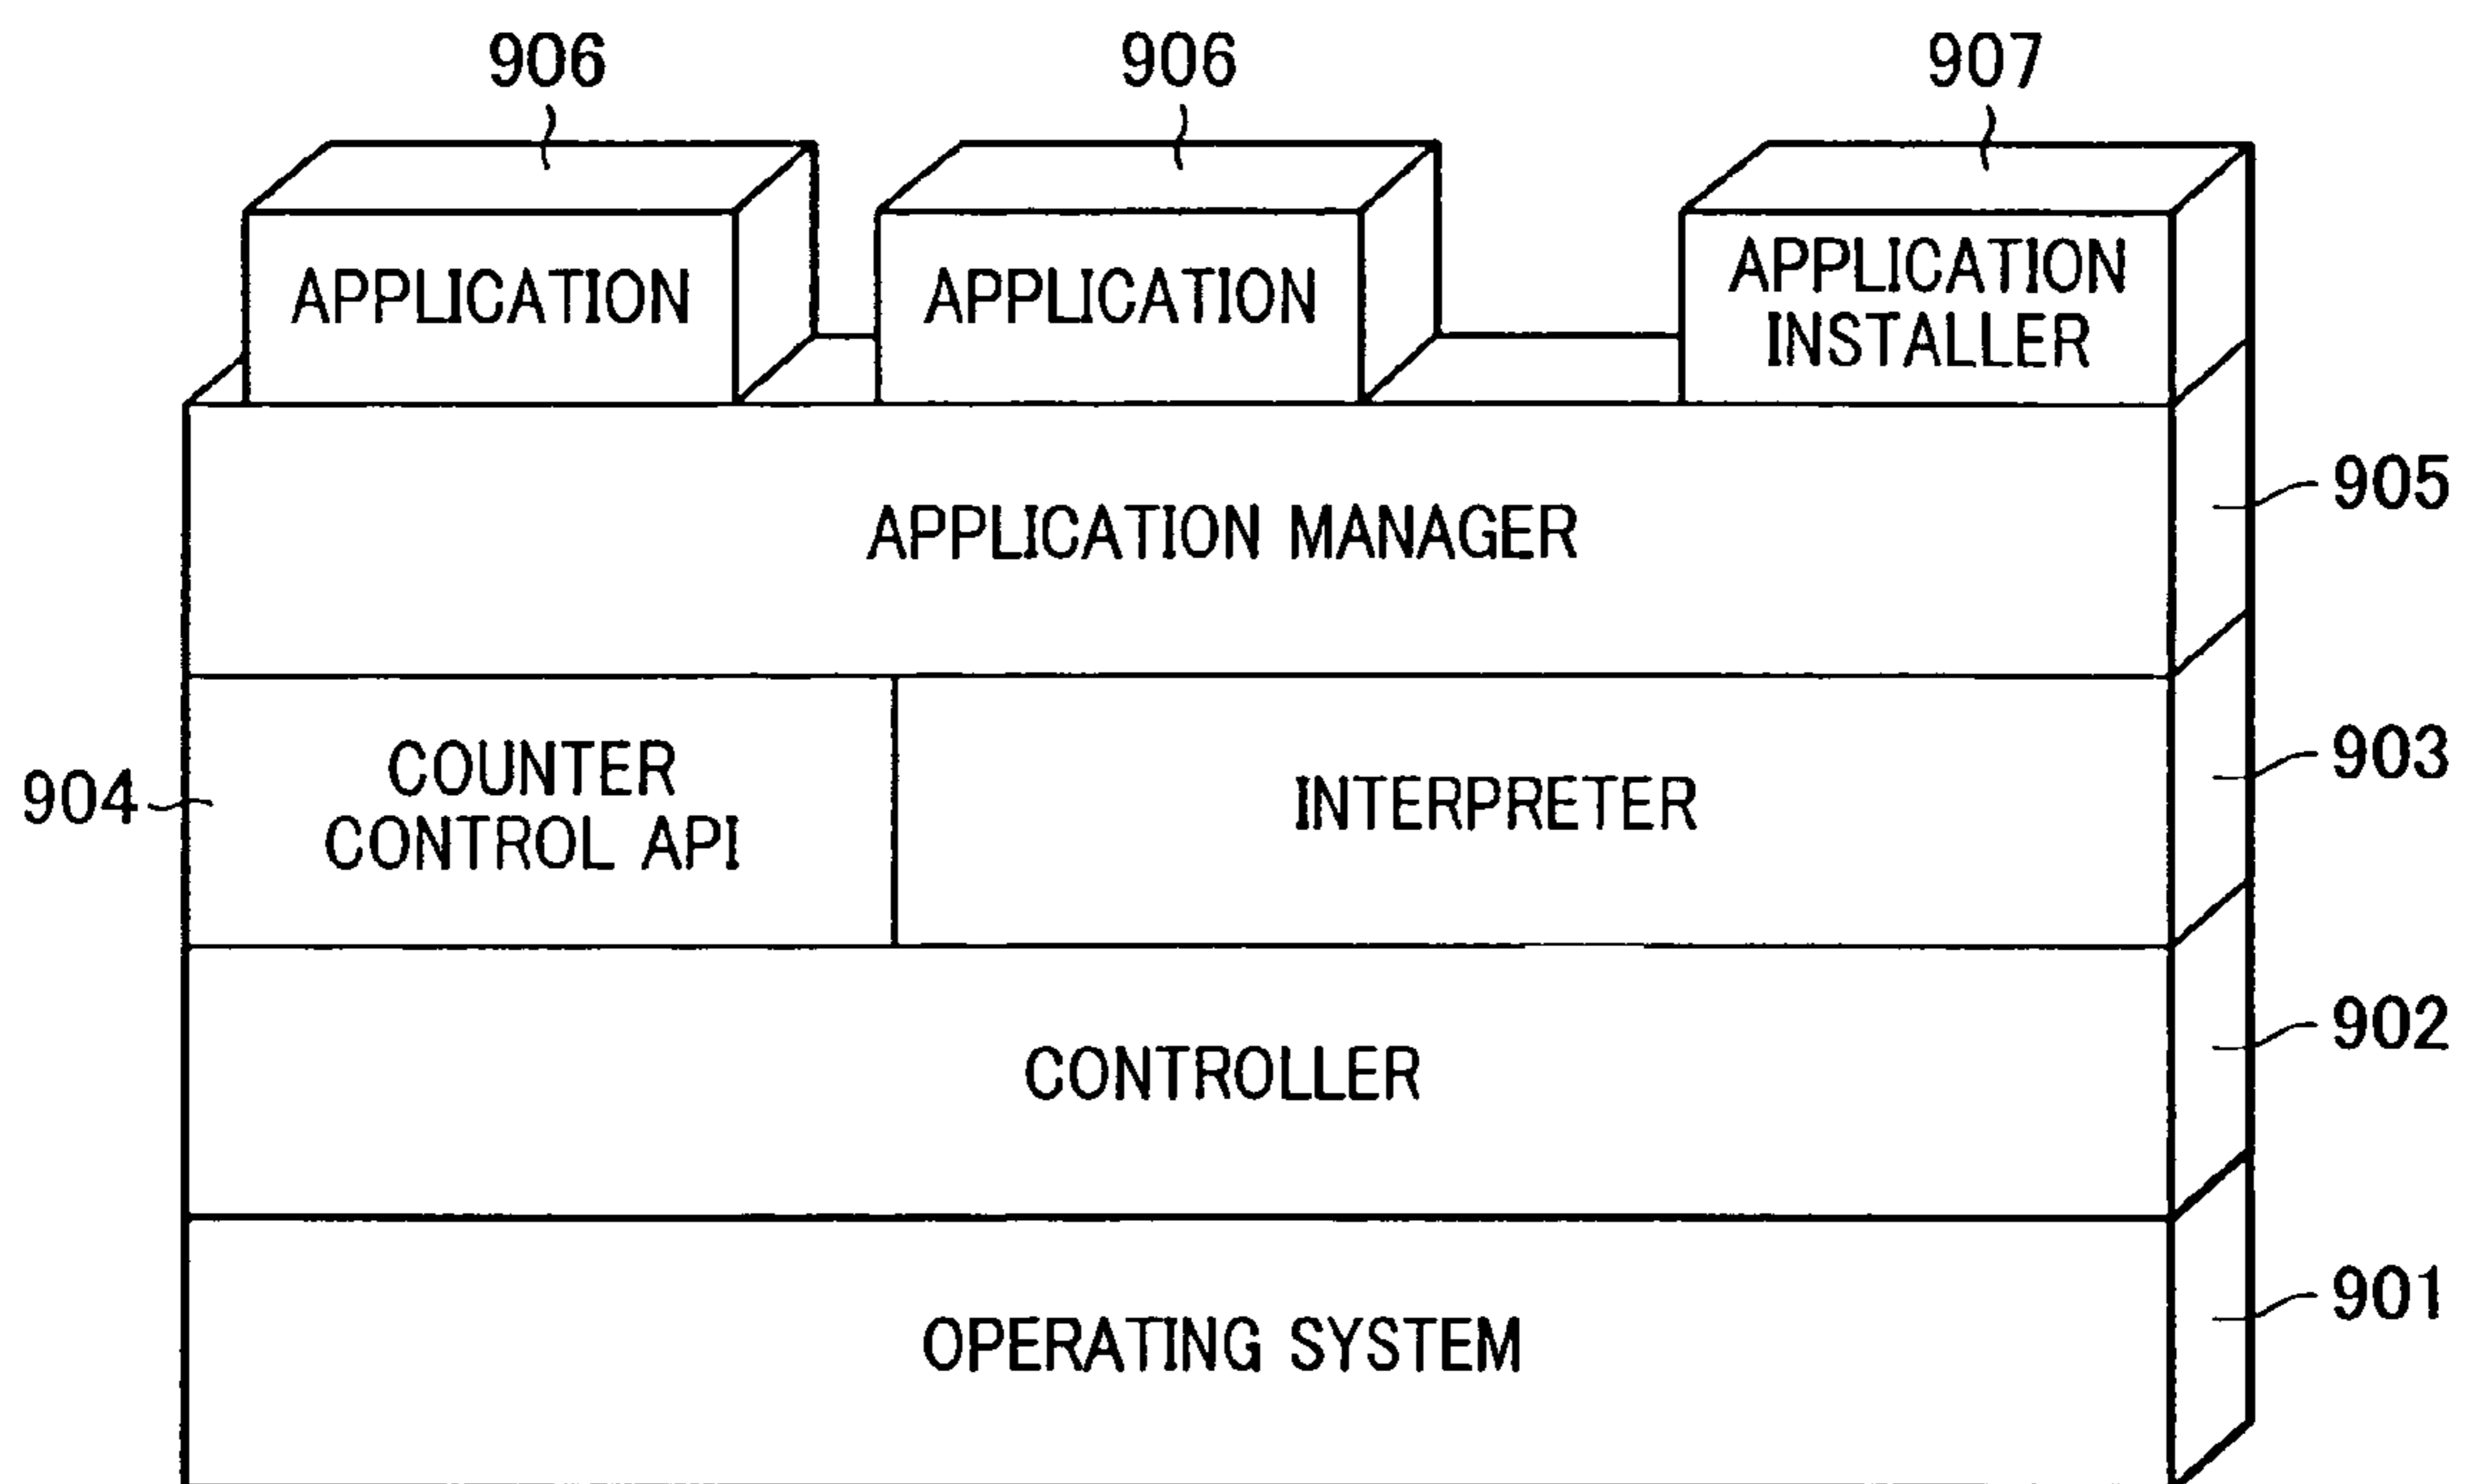 906 906 907
APPLICATION APPLICATION APPLICATION
INSTALLER
APPLICATION MANAGER 905
COUNTER
CONTROL API
904 INTERPRETER 903
CONTROLLER 902
OPERATING SYSTEM 901